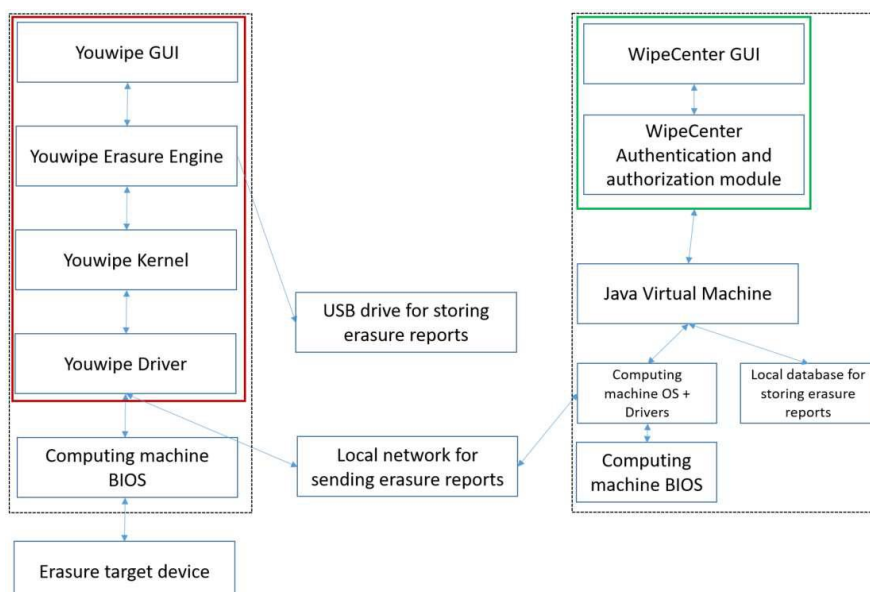 Youwipe GUI
Youwipe Erasure Engine
Youwipe Kernel
Youwipe Driver
Computing machine
BIOS
Erasure target device
USB drive for storing
erasure reports
Local network for
sending erasure reports
WipeCenter GUI
WipeCenter
Authentication and
authorization module
Java Virtual Machine
Computing
machine OS +
Drivers
Local database for
storing erasure
reports
Computing
machine BIOS